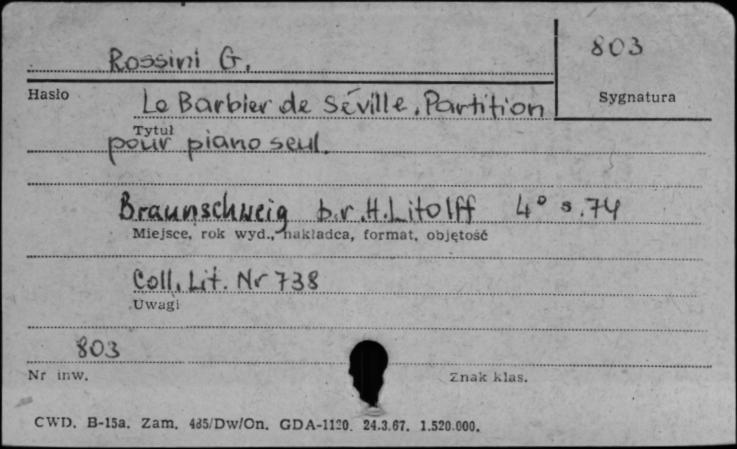 Rossini G.
803
Hasło
Sygnatura
Le Barbier de Séville. Partition
Tytuł
pour piano seul.
Braunschweig b.r. H. Litolff 4° s. 74
Miejsce, rok wyd., nakładca, format, objętość
Coll. Lit. Nr 738
Uwagi
803
Nr inw.
Znak klas.
CWD. B-15a. Zam. 485/Dw/On. GDA-1120. 24.3.67. 1.520.000.